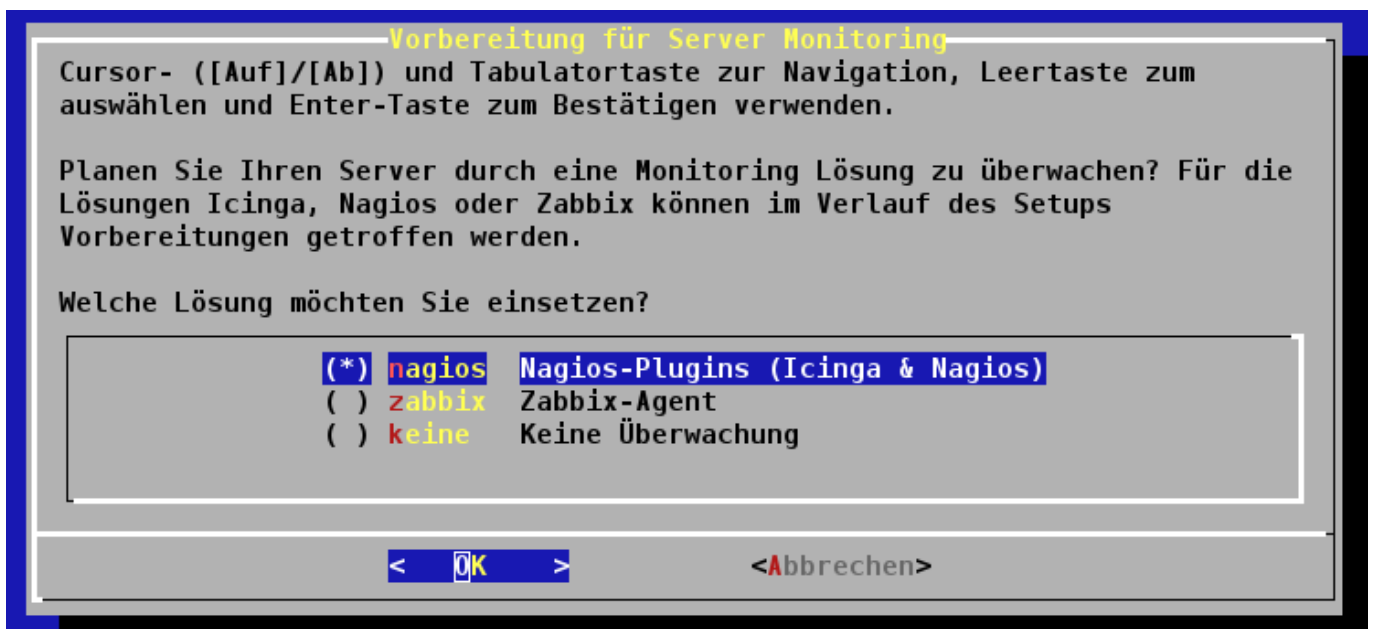 Vorbereitung für Server Monitoring
Cursor- ([Auf]/[Ab]) und Tabulatortaste zur Navigation, Leertaste zum
auswählen und Enter-Taste zum Bestätigen verwenden.
Planen Sie Ihren Server durch eine Monitoring Lösung zu überwachen? Für die
Lösungen Icinga, Nagios oder Zabbix können im Verlauf des Setups
Vorbereitungen getroffen werden.
Welche Lösung möchten Sie einsetzen?
(*) nagios Nagios-Plugins (Icinga & Nagios)
( ) zabbix Zabbix-Agent
( ) keine Keine Überwachung
< OK > <Abbrechen>